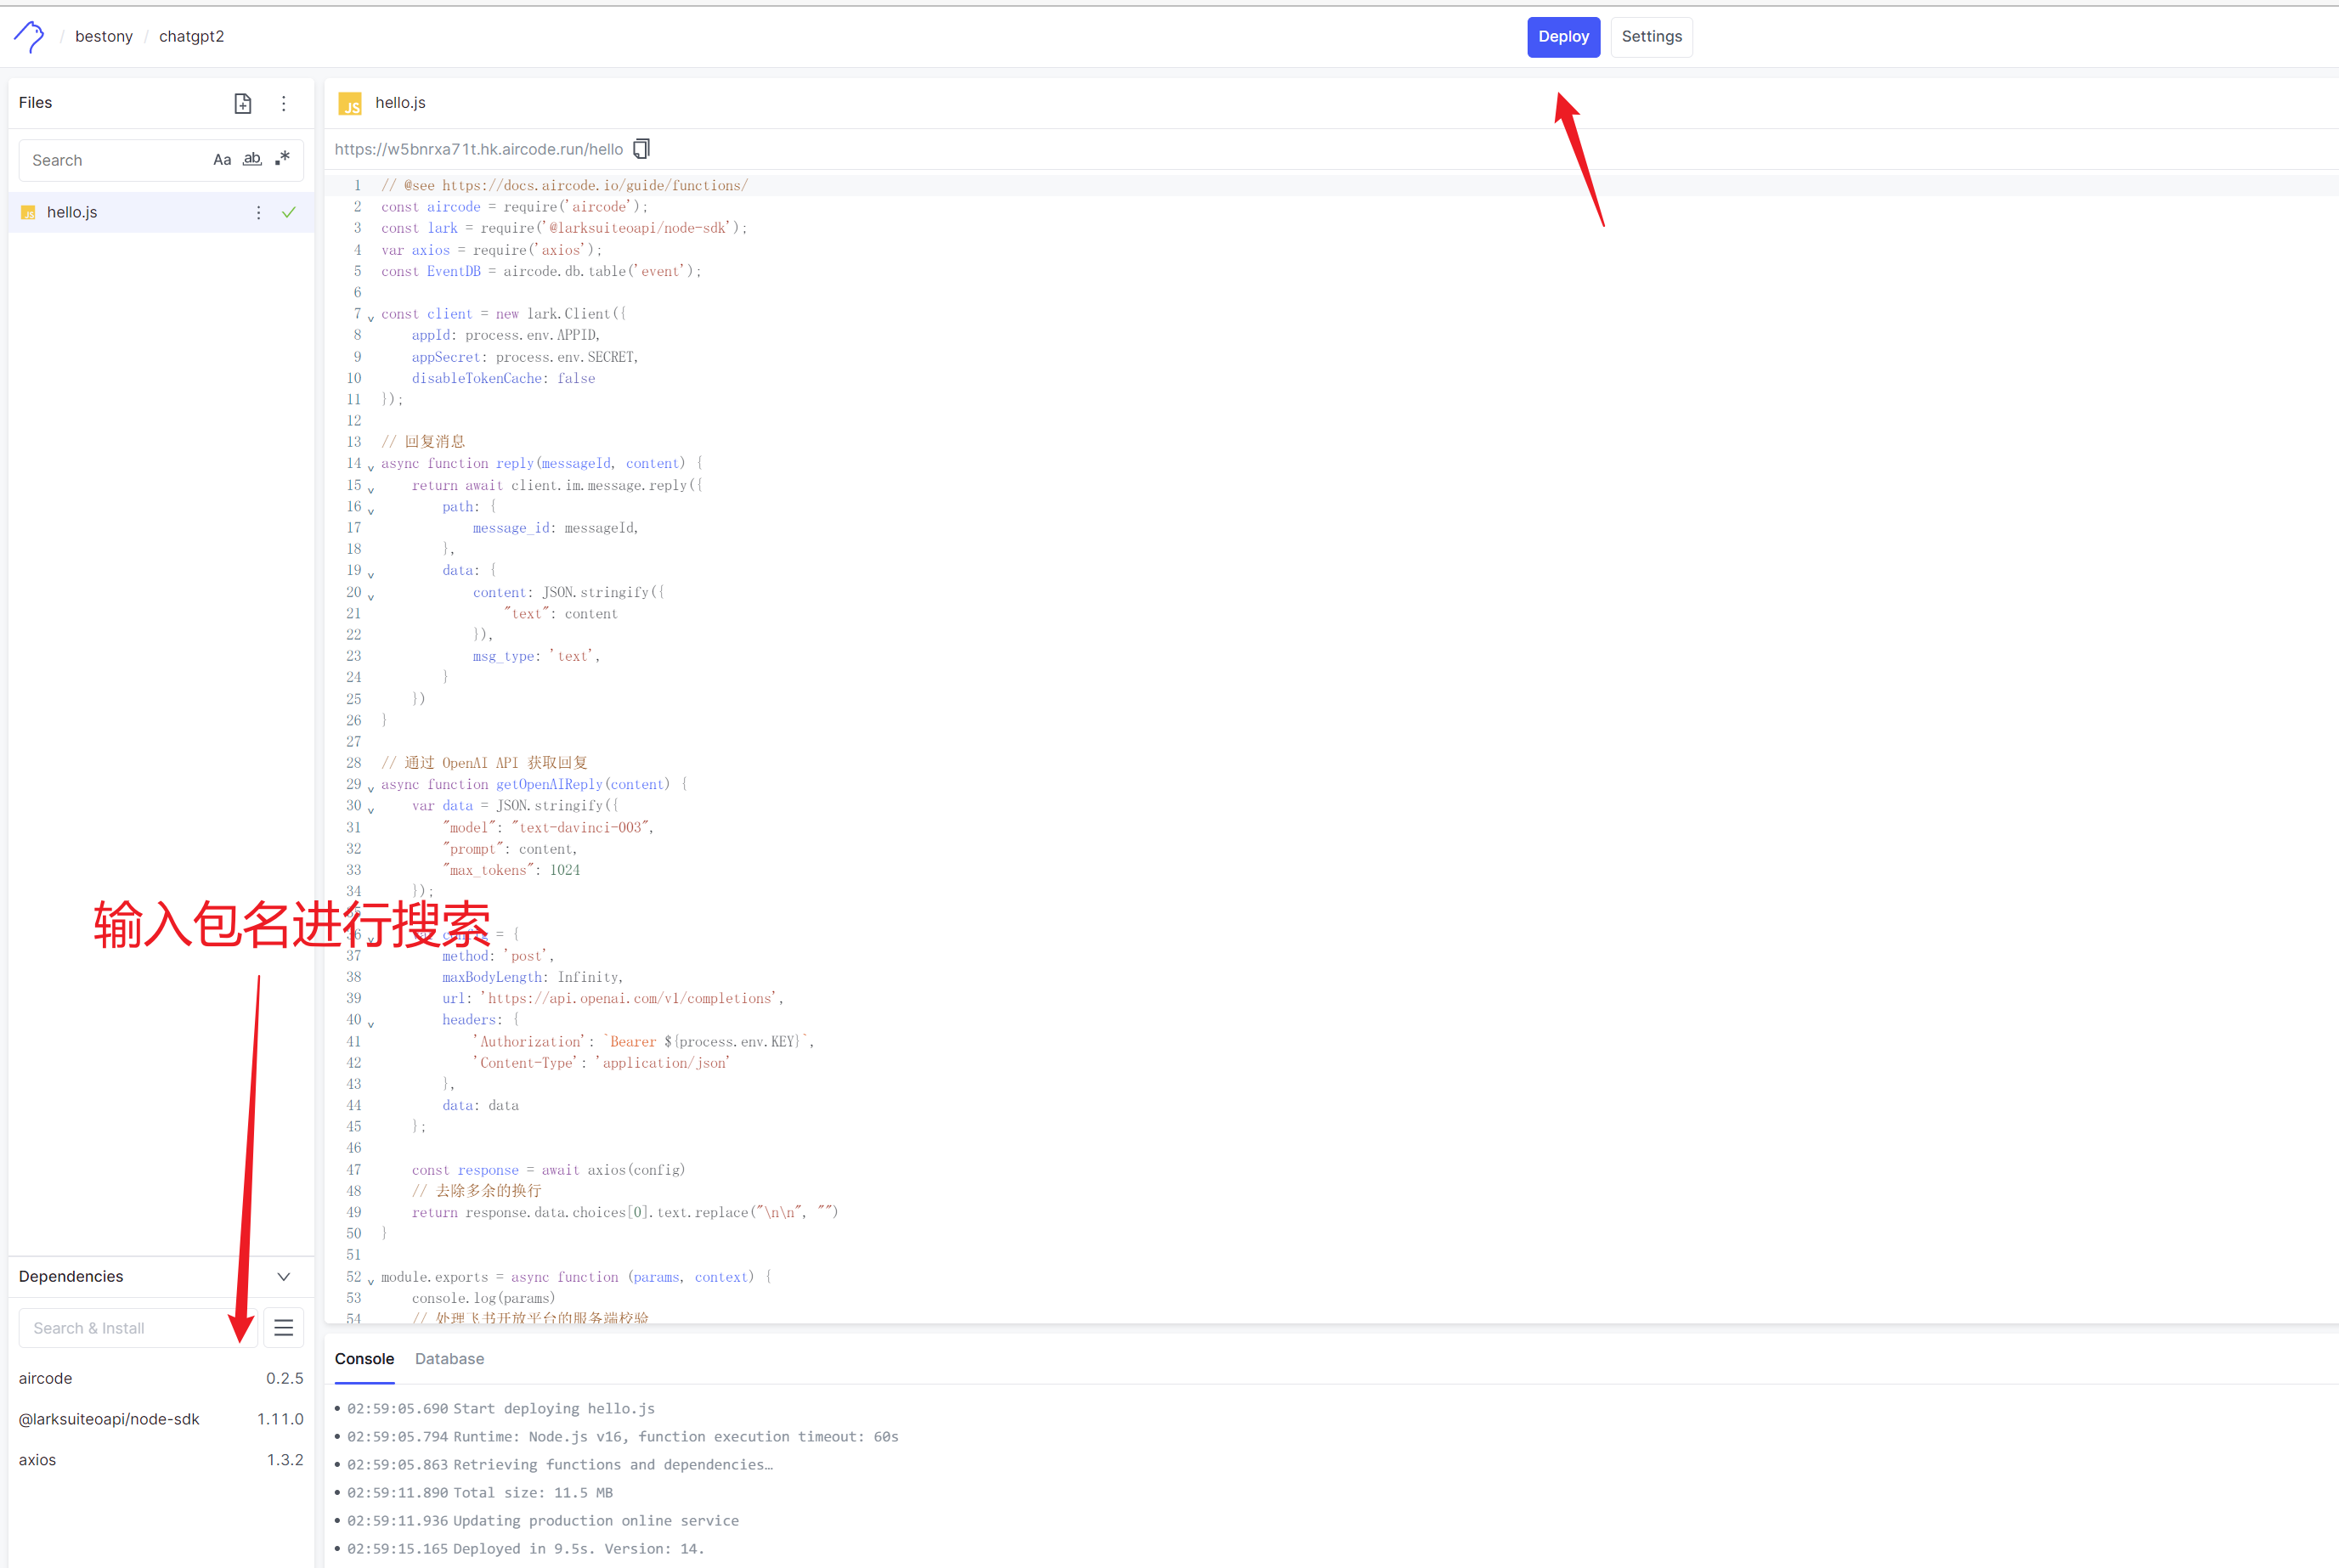 / bestony / chatgpt2
Deploy
Settings
Files
Search
Aa ab .*
JS hello.js
JS hello.js
https://w5bnrxa71t.hk.aircode.run/hello
1 // @see https://docs.aircode.io/guide/functions/
2 const aircode = require('aircode');
3 const lark = require('@larksuiteoapi/node-sdk');
4 var axios = require('axios');
5 const EventDB = aircode.db.table('event');
6
7 const client = new lark.Client({
8 appId: process.env.APPID,
9 appSecret: process.env.SECRET,
10 disableTokenCache: false
11 });
12
13 // 回复消息
14 async function reply(messageId, content) {
15 return await client.im.message.reply({
16 path: {
17 message_id: messageId,
18 },
19 data: {
20 content: JSON.stringify({
21 "text": content
22 }),
23 msg_type: 'text',
24 }
25 })
26 }
27
28 // 通过 OpenAI API 获取回复
29 async function getOpenAIReply(content) {
30 var data = JSON.stringify({
31 "model": "text-davinci-003",
32 "prompt": content,
33 "max_tokens": 1024
34 });
输入包名进行搜索
35
36 var config = {
37 method: 'post',
38 maxBodyLength: Infinity,
39 url: 'https://api.openai.com/v1/completions',
40 headers: {
41 'Authorization': `Bearer ${process.env.KEY}`,
42 'Content-Type': 'application/json'
43 },
44 data: data
45 };
46
47 const response = await axios(config)
48 // 去除多余的换行
49 return response.data.choices[0].text.replace("\n\n", "")
50 }
51
52 module.exports = async function (params, context) {
53 console.log(params)
54 // 处理飞书开放平台的服务端校验
Dependencies
Search & Install
aircode 0.2.5
@larksuiteoapi/node-sdk 1.11.0
axios 1.3.2
Console Database
• 02:59:05.690 Start deploying hello.js
• 02:59:05.794 Runtime: Node.js v16, function execution timeout: 60s
• 02:59:05.863 Retrieving functions and dependencies…
• 02:59:11.890 Total size: 11.5 MB
• 02:59:11.936 Updating production online service
• 02:59:15.165 Deployed in 9.5s. Version: 14.